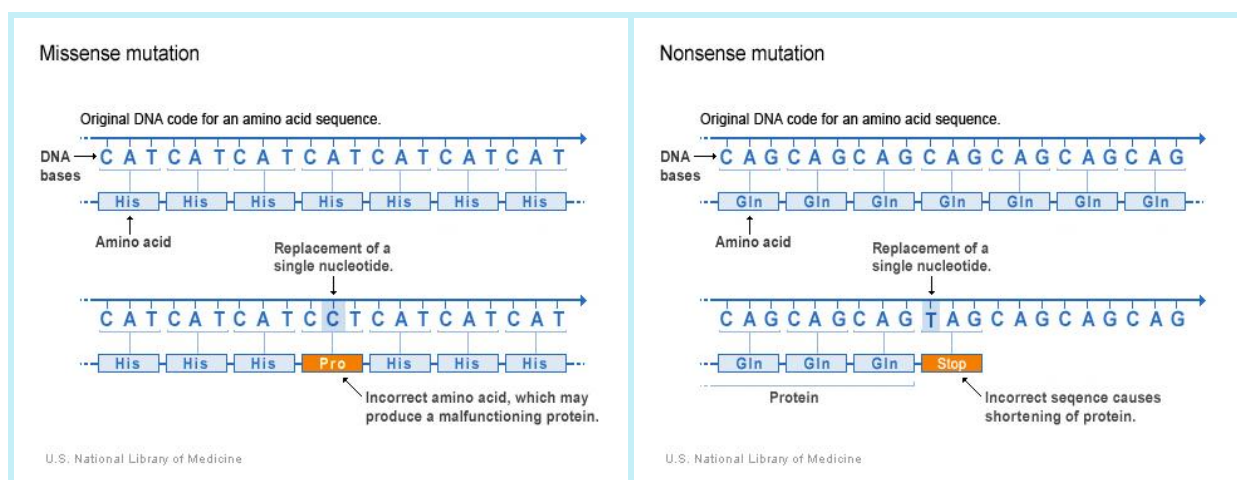 Missense mutation
Original DNA code for an amino acid sequence.
DNA bases
C A T C A T C A T C A T C A T C A T C A T
His His His His His His His
Amino acid
Replacement of a
single nucleotide.
C A T C A T C A T C C T C A T C A T C A T
His His His Pro His His His
Incorrect amino acid, which may
produce a malfunctioning protein.
U.S. National Library of Medicine
Nonsense mutation
Original DNA code for an amino acid sequence.
DNA bases
C A G C A G C A G C A G C A G C A G C A G
Gln Gln Gln Gln Gln Gln Gln
Amino acid
Replacement of a
single nucleotide.
C A G C A G C A G T A G C A G C A G C A G
Gln Gln Gln Stop
Protein
Incorrect seqence causes
shortening of protein.
U.S. National Library of Medicine